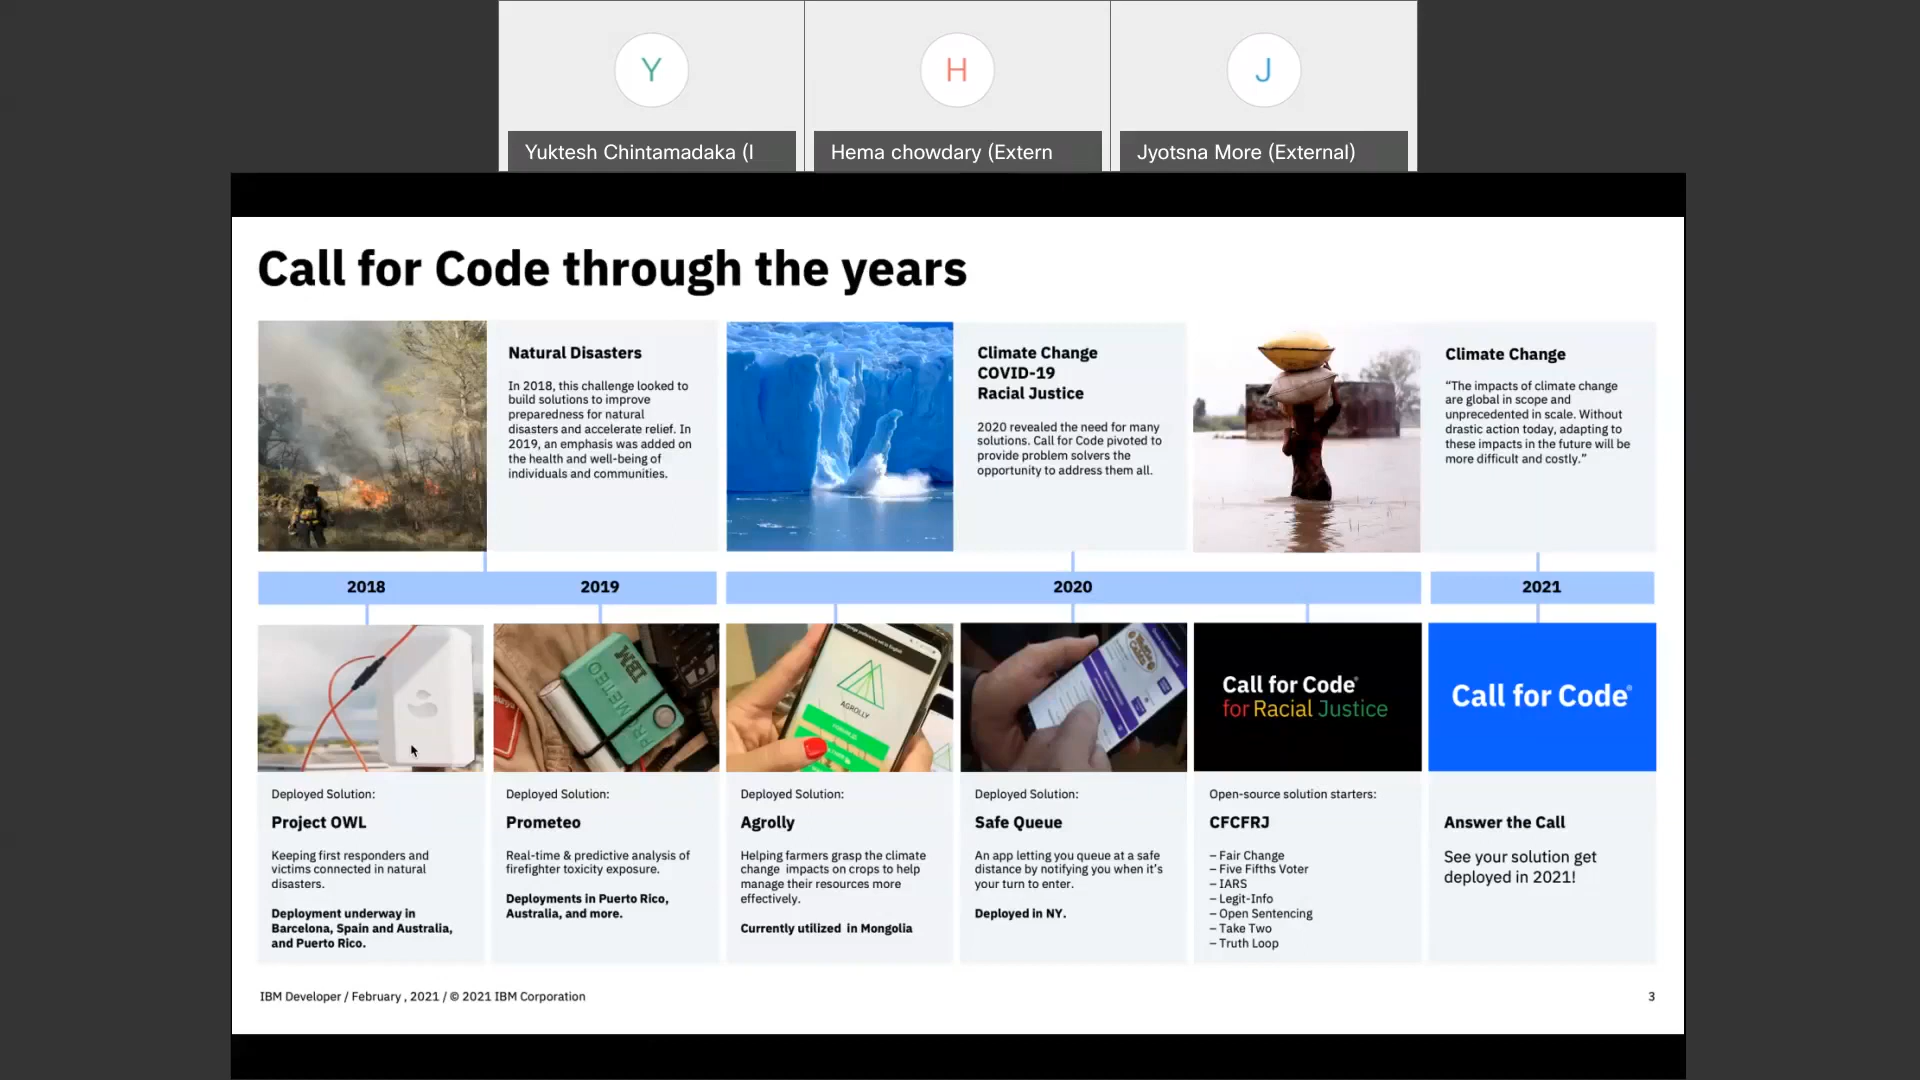 Y
H
J
Yuktesh Chintamadaka (I
Hema chowdary (Extern
Jyotsna More (External)
Call for Code through the years
Natural Disasters
In 2018, this challenge looked to
build solutions to improve
preparedness for natural
disasters and accelerate relief. In
2019, an emphasis was added on
the health and well-being of
individuals and communities.
Climate Change
COVID-19
Racial Justice
2020 revealed the need for many
solutions. Call for Code pivoted to
provide problem solvers the
opportunity to address them all.
Climate Change
“The impacts of climate change
are global in scope and
unprecedented in scale. Without
drastic action today, adapting to
these impacts in the future will be
more difficult and costly.”
2018
2019
2020
2021
IBM
PROMETEO
AGROLLY
Call for Code®
for Racial Justice
Call for Code®
Deployed Solution:
Project OWL
Keeping first responders and
victims connected in natural
disasters.
Deployment underway in
Barcelona, Spain and Australia,
and Puerto Rico.
Deployed Solution:
Prometeo
Real-time & predictive analysis of
firefighter toxicity exposure.
Deployments in Puerto Rico,
Australia, and more.
Deployed Solution:
Agrolly
Helping farmers grasp the climate
change impacts on crops to help
manage their resources more
effectively.
Currently utilized in Mongolia
Deployed Solution:
Safe Queue
An app letting you queue at a safe
distance by notifying you when it’s
your turn to enter.
Deployed in NY.
Open-source solution starters:
CFCFRJ
– Fair Change
– Five Fifths Voter
– IARS
– Legit-Info
– Open Sentencing
– Take Two
– Truth Loop
Answer the Call
See your solution get
deployed in 2021!
IBM Developer / February , 2021 / © 2021 IBM Corporation
3